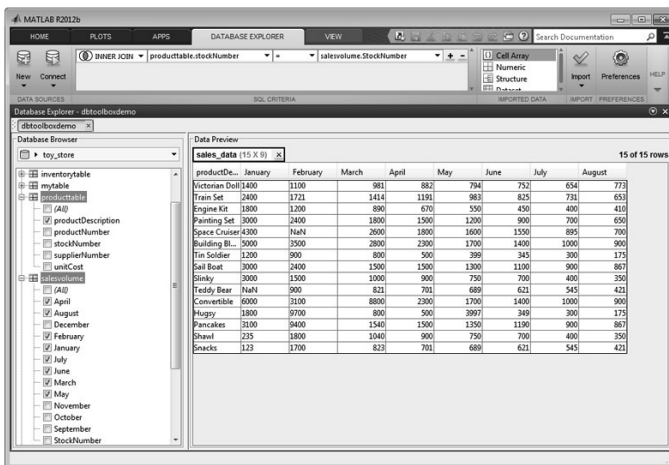 MATLAB R2012b
HOME PLOTS APPS DATABASE EXPLORER VIEW Search Documentation
New Connect
INNER JOIN producttable.stockNumber = salesvolume.StockNumber + -
Cell Array
Numeric
Structure
Dataset
Import Preferences HELP
DATA SOURCES SQL CRITERIA IMPORTED DATA IMPORT PREFERENCES
Database Explorer - dbtoolboxdemo
dbtoolboxdemo x
Database Browser
toy_store
inventorytable
mytable
producttable
(All)
productDescription
productNumber
stockNumber
supplierNumber
unitCost
salesvolume
(All)
April
August
December
February
January
July
June
March
May
November
October
September
StockNumber
Data Preview
sales_data (15 X 9) x 15 of 15 rows
productDe... January February March April May June July August
Victorian Doll 1400 1100 981 882 794 752 654 773
Train Set 2400 1721 1414 1191 983 825 731 653
Engine Kit 1800 1200 890 670 550 450 400 410
Painting Set 3000 2400 1800 1500 1200 900 700 650
Space Cruiser 4300 NaN 2600 1800 1600 1550 895 700
Building Bl... 5000 3500 2800 2300 1700 1400 1000 900
Tin Soldier 1200 900 800 500 399 345 300 175
Sail Boat 3000 2400 1500 1500 1300 1100 900 867
Slinky 3000 1500 1000 900 750 700 400 350
Teddy Bear NaN 900 821 701 689 621 545 421
Convertible 6000 3100 8800 2300 1700 1400 1000 900
Hugsy 1800 9700 800 500 3997 349 300 175
Pancakes 3100 9400 1540 1500 1350 1190 900 867
Shawl 235 1800 1040 900 750 700 400 350
Snacks 123 1700 823 701 689 621 545 421